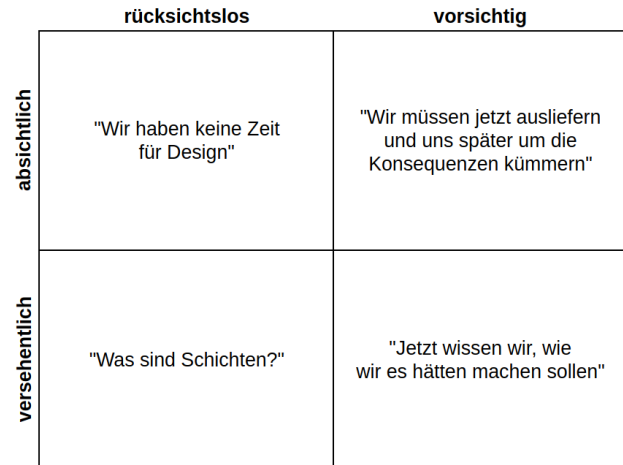 rücksichtslos
vorsichtig
absichtlich
"Wir haben keine Zeit
für Design"
"Wir müssen jetzt ausliefern
und uns später um die
Konsequenzen kümmern"
versehentlich
"Was sind Schichten?"
"Jetzt wissen wir, wie
wir es hätten machen sollen"